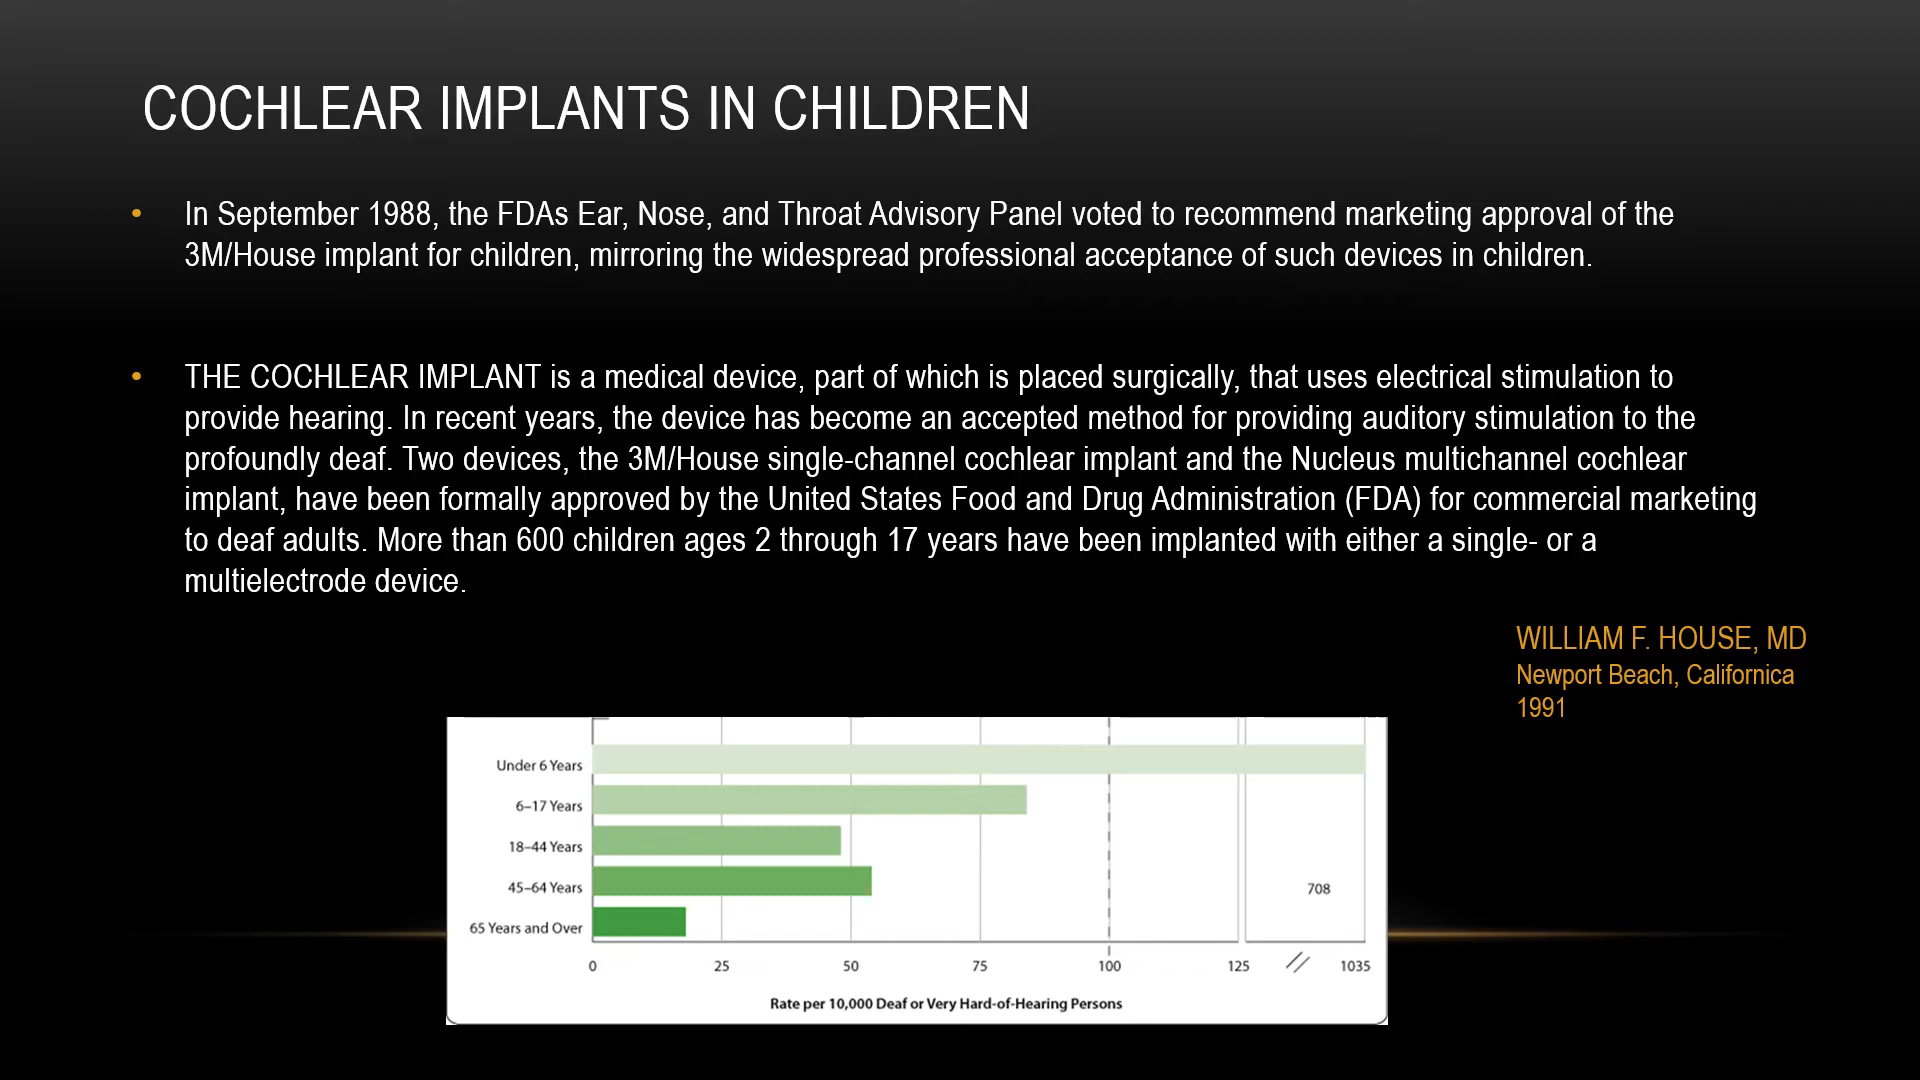 COCHLEAR IMPLANTS IN CHILDREN
• In September 1988, the FDAs Ear, Nose, and Throat Advisory Panel voted to recommend marketing approval of the
3M/House implant for children, mirroring the widespread professional acceptance of such devices in children.
• THE COCHLEAR IMPLANT is a medical device, part of which is placed surgically, that uses electrical stimulation to
provide hearing. In recent years, the device has become an accepted method for providing auditory stimulation to the
profoundly deaf. Two devices, the 3M/House single-channel cochlear implant and the Nucleus multichannel cochlear
implant, have been formally approved by the United States Food and Drug Administration (FDA) for commercial marketing
to deaf adults. More than 600 children ages 2 through 17 years have been implanted with either a single- or a
multielectrode device.
WILLIAM F. HOUSE, MD
Newport Beach, Californica
1991
Under 6 Years
6–17 Years
18–44 Years
45–64 Years
708
65 Years and Over
0 25 50 75 100 125 // 1035
Rate per 10,000 Deaf or Very Hard-of-Hearing Persons